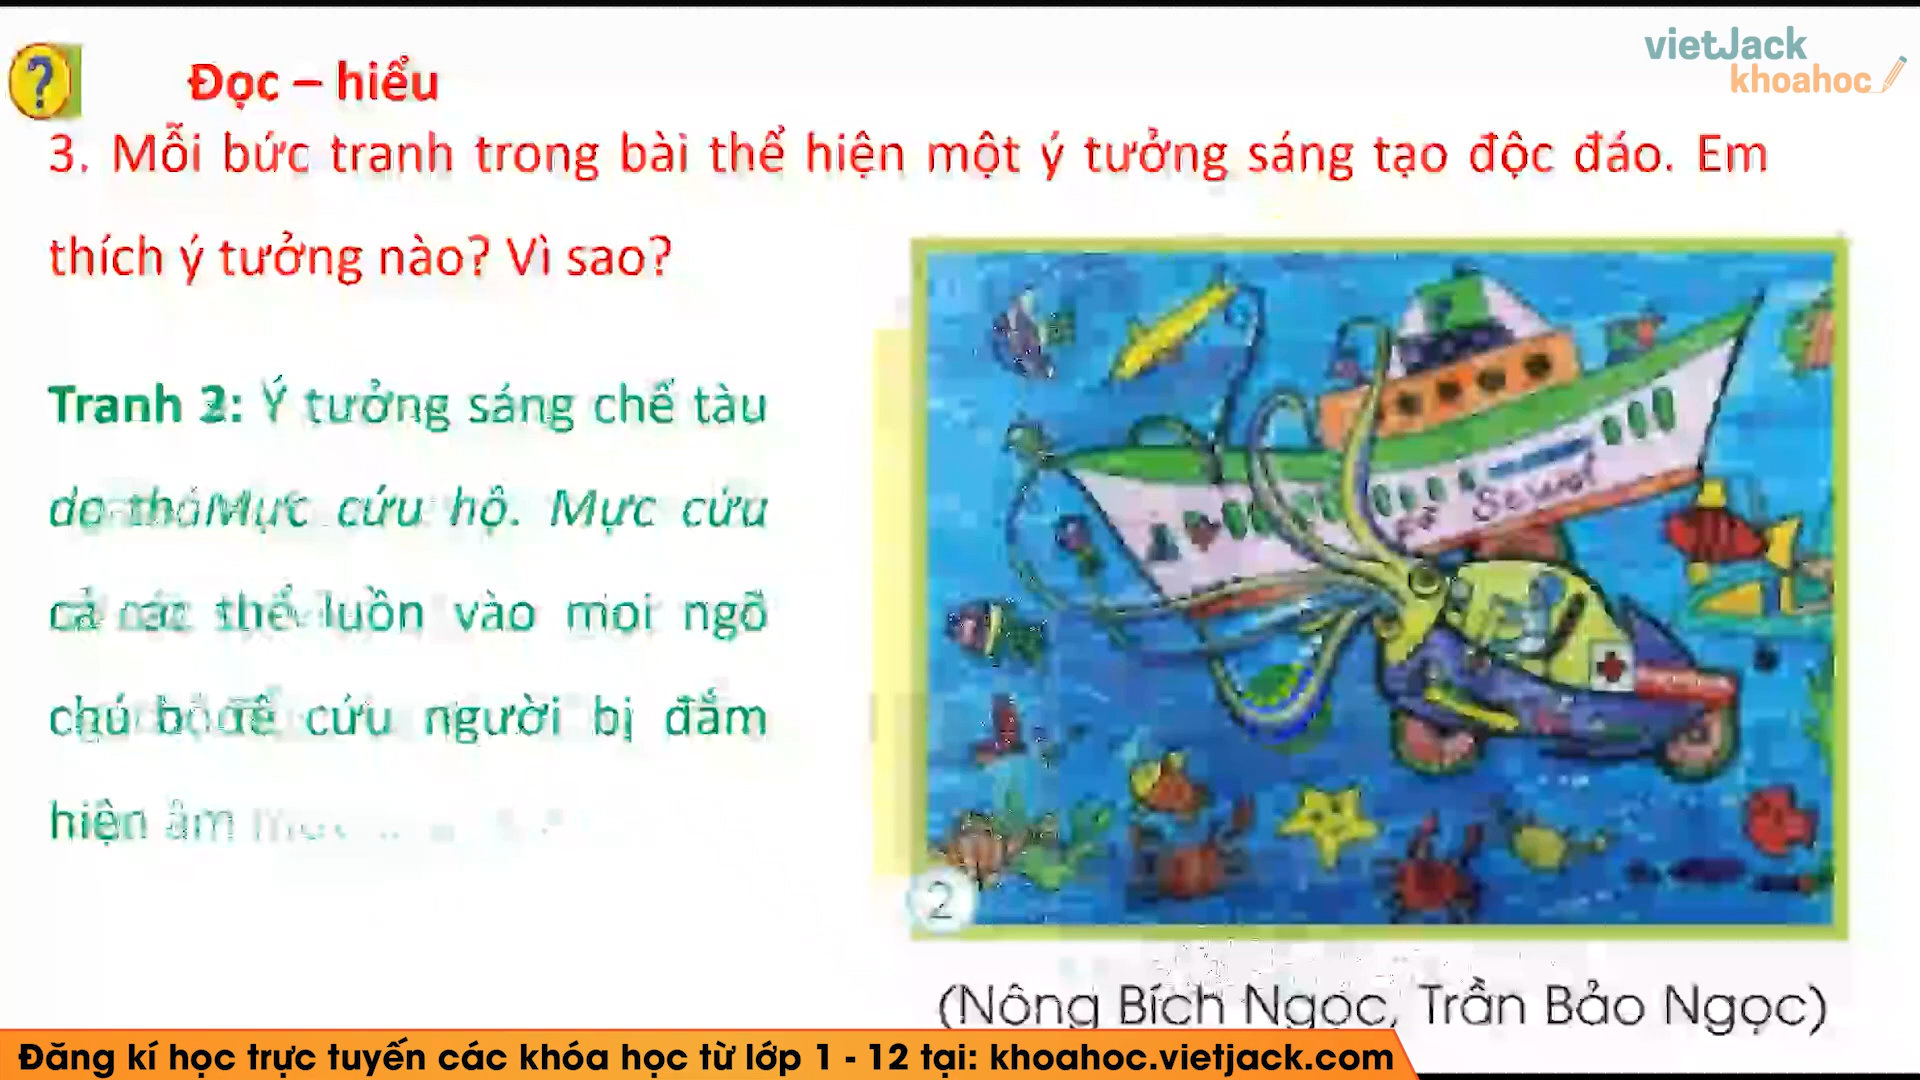 vietJack
khoahoc
?
Đọc – hiểu
3. Mỗi bức tranh trong bài thể hiện một ý tưởng sáng tạo độc đáo. Em
thích ý tưởng nào? Vì sao?
Tranh 2: Ý tưởng sáng chế tàu
Mực cứu hộ. Mực cứu
thể luồn vào mọi ngõ
để cứu người bị đắm
2
(Nông Bích Ngọc, Trần Bảo Ngọc)
Đăng kí học trực tuyến các khóa học từ lớp 1 - 12 tại: khoahoc.vietjack.com